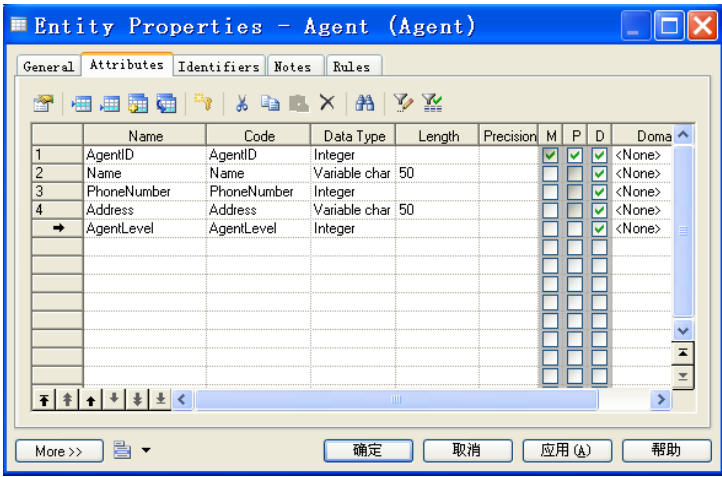 Entity Properties - Agent (Agent)
General Attributes Identifiers Notes Rules
Name Code Data Type Length Precision M P D Doma
1 AgentID AgentID Integer <None>
2 Name Name Variable char 50 <None>
3 PhoneNumber PhoneNumber Integer <None>
4 Address Address Variable char 50 <None>
AgentLevel AgentLevel Integer <None>
More >> 确定 取消 应用(A) 帮助